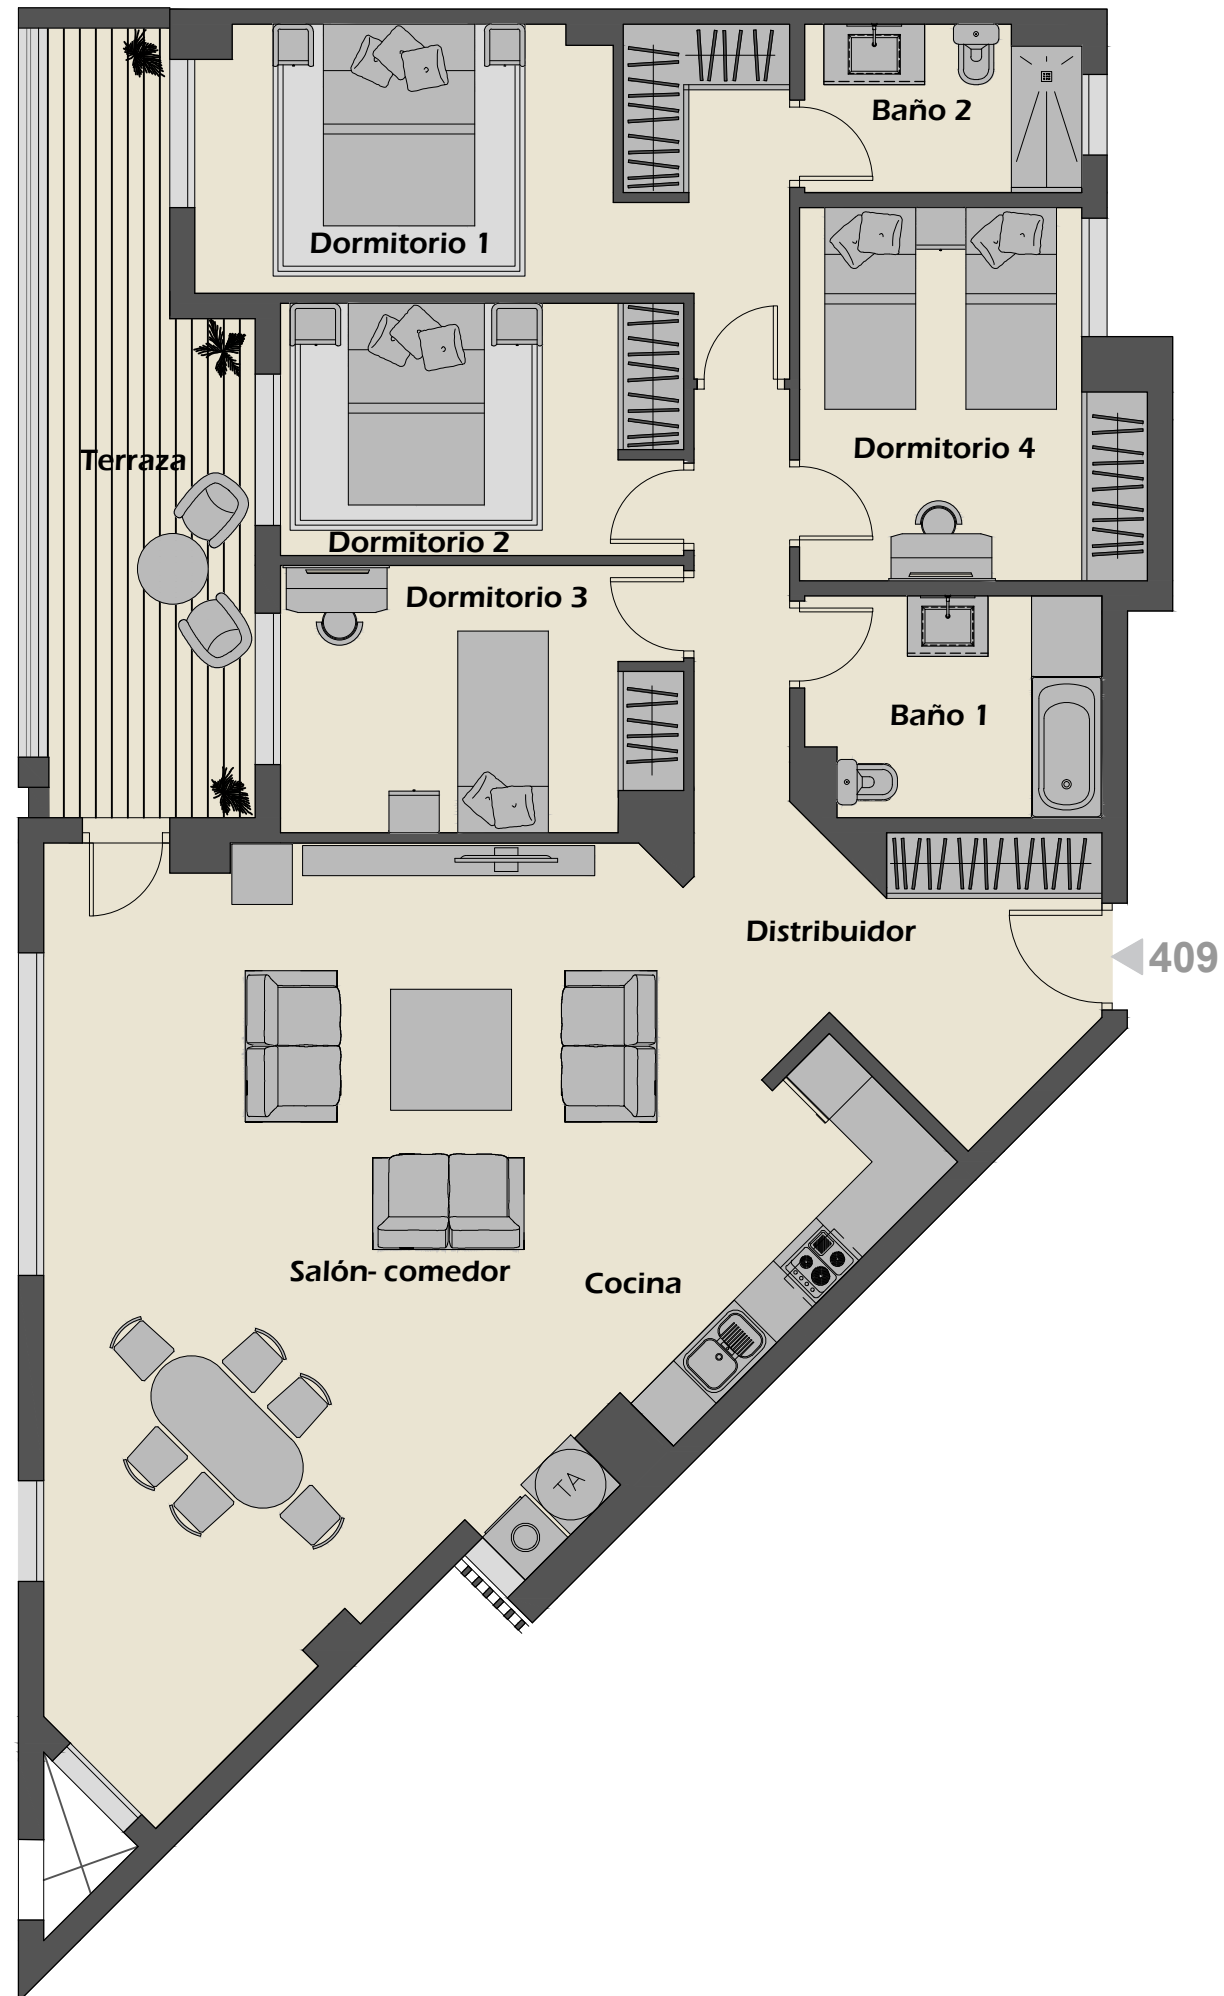 Baño 2
Dormitorio 1
Terraza
Dormitorio 4
Dormitorio 2
Dormitorio 3
Baño 1
Distribuidor
409
Salón- comedor
Cocina
TA